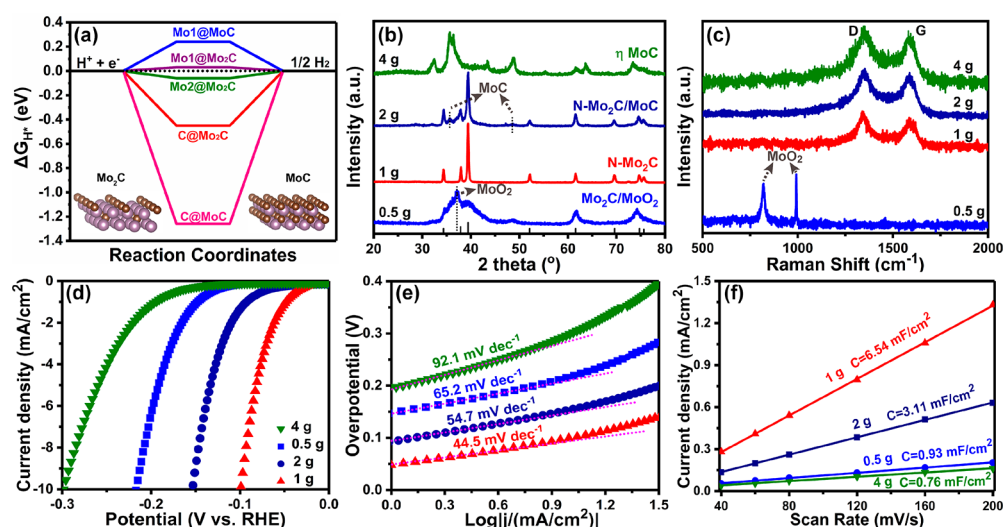 (a)
Mo1@MoC
H⁺ + e⁻
Mo1@Mo₂C
1/2 H₂
Mo2@Mo₂C
C@Mo₂C
Mo₂C
MoC
C@MoC
0.4
0.2
0.0
-0.2
-0.4
-0.6
-0.8
-1.0
-1.2
-1.4
ΔG_H* (eV)
Reaction Coordinates
(b)
4 g
η MoC
MoC
N-Mo₂C/MoC
2 g
1 g
N-Mo₂C
MoO₂
Mo₂C/MoO₂
0.5 g
Intensity (a.u.)
20 30 40 50 60 70 80
2 theta (°)
(c)
D
G
4 g
2 g
1 g
MoO₂
0.5 g
Intensity (a.u.)
500 1000 1500 2000
Raman Shift (cm⁻¹)
(d)
0
-2
-4
-6
-8
-10
4 g
0.5 g
2 g
1 g
Current density (mA/cm²)
-0.3 -0.2 -0.1 -0.0
Potential (V vs. RHE)
(e)
0.4
0.3
0.2
0.1
0.0
92.1 mV dec⁻¹
65.2 mV dec⁻¹
54.7 mV dec⁻¹
44.5 mV dec⁻¹
Overpotential (V)
0.0 0.3 0.6 0.9 1.2 1.5
Log|j/(mA/cm²)|
(f)
1.5
1.2
0.9
0.6
0.3
0.0
1 g C=6.54 mF/cm²
2 g C=3.11 mF/cm²
0.5 g C=0.93 mF/cm²
4 g C=0.76 mF/cm²
Current density (mA/cm²)
40 80 120 160 200
Scan Rate (mV/s)